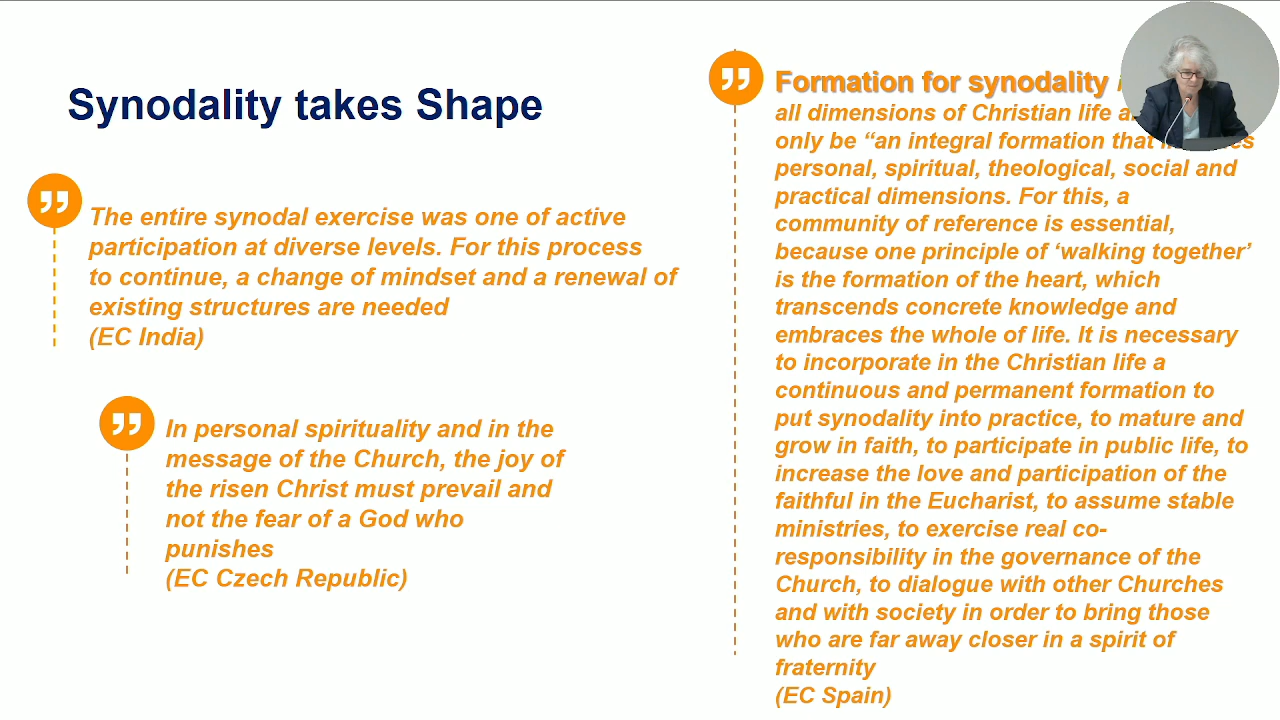 Synodality takes Shape
The entire synodal exercise was one of active
participation at diverse levels. For this process
to continue, a change of mindset and a renewal of
existing structures are needed
(EC India)
In personal spirituality and in the
message of the Church, the joy of
the risen Christ must prevail and
not the fear of a God who
punishes
(EC Czech Republic)
Formation for synodality
all dimensions of Christian life
only be “an integral formation that
personal, spiritual, theological, social and
practical dimensions. For this, a
community of reference is essential,
because one principle of ‘walking together’
is the formation of the heart, which
transcends concrete knowledge and
embraces the whole of life. It is necessary
to incorporate in the Christian life a
continuous and permanent formation to
put synodality into practice, to mature and
grow in faith, to participate in public life, to
increase the love and participation of the
faithful in the Eucharist, to assume stable
ministries, to exercise real co-
responsibility in the governance of the
Church, to dialogue with other Churches
and with society in order to bring those
who are far away closer in a spirit of
fraternity
(EC Spain)